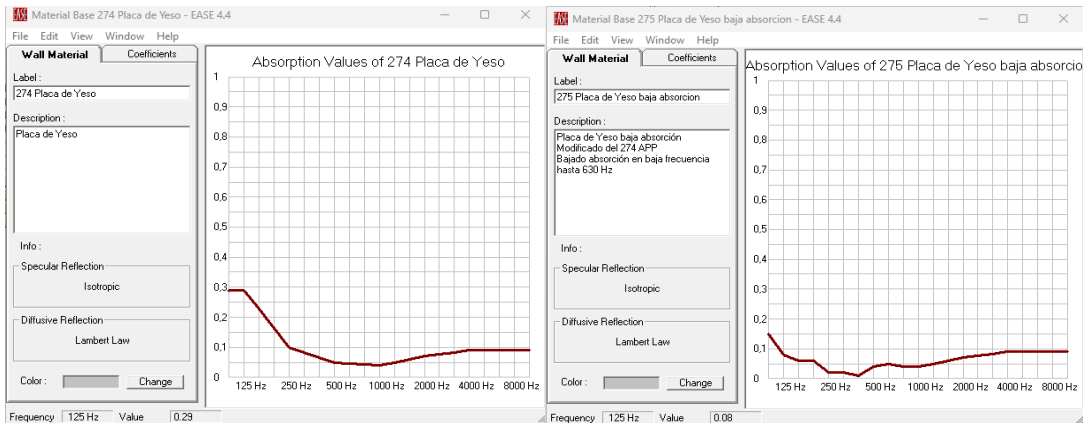 Material Base 274 Placa de Yeso - EASE 4.4
File Edit View Window Help
Wall Material Coefficients
Label :
274 Placa de Yeso
Description :
Placa de Yeso
Info :
Specular Reflection
Isotropic
Diffusive Reflection
Lambert Law
Color : Change
Frequency 125 Hz Value 0.29
Absorption Values of 274 Placa de Yeso
1
0,9
0,8
0,7
0,6
0,5
0,4
0,3
0,2
0,1
0
125 Hz 250 Hz 500 Hz 1000 Hz 2000 Hz 4000 Hz 8000 Hz
Material Base 275 Placa de Yeso baja absorcion - EASE 4.4
File Edit View Window Help
Wall Material Coefficients
Label :
275 Placa de Yeso baja absorcion
Description :
Placa de Yeso baja absorción
Modificado del 274 APP
Bajado absorción en baja frecuencia
hasta 630 Hz
Info :
Specular Reflection
Isotropic
Diffusive Reflection
Lambert Law
Color : Change
Frequency 125 Hz Value 0.08
Absorption Values of 275 Placa de Yeso baja absorcio
1
0,9
0,8
0,7
0,6
0,5
0,4
0,3
0,2
0,1
0
125 Hz 250 Hz 500 Hz 1000 Hz 2000 Hz 4000 Hz 8000 Hz